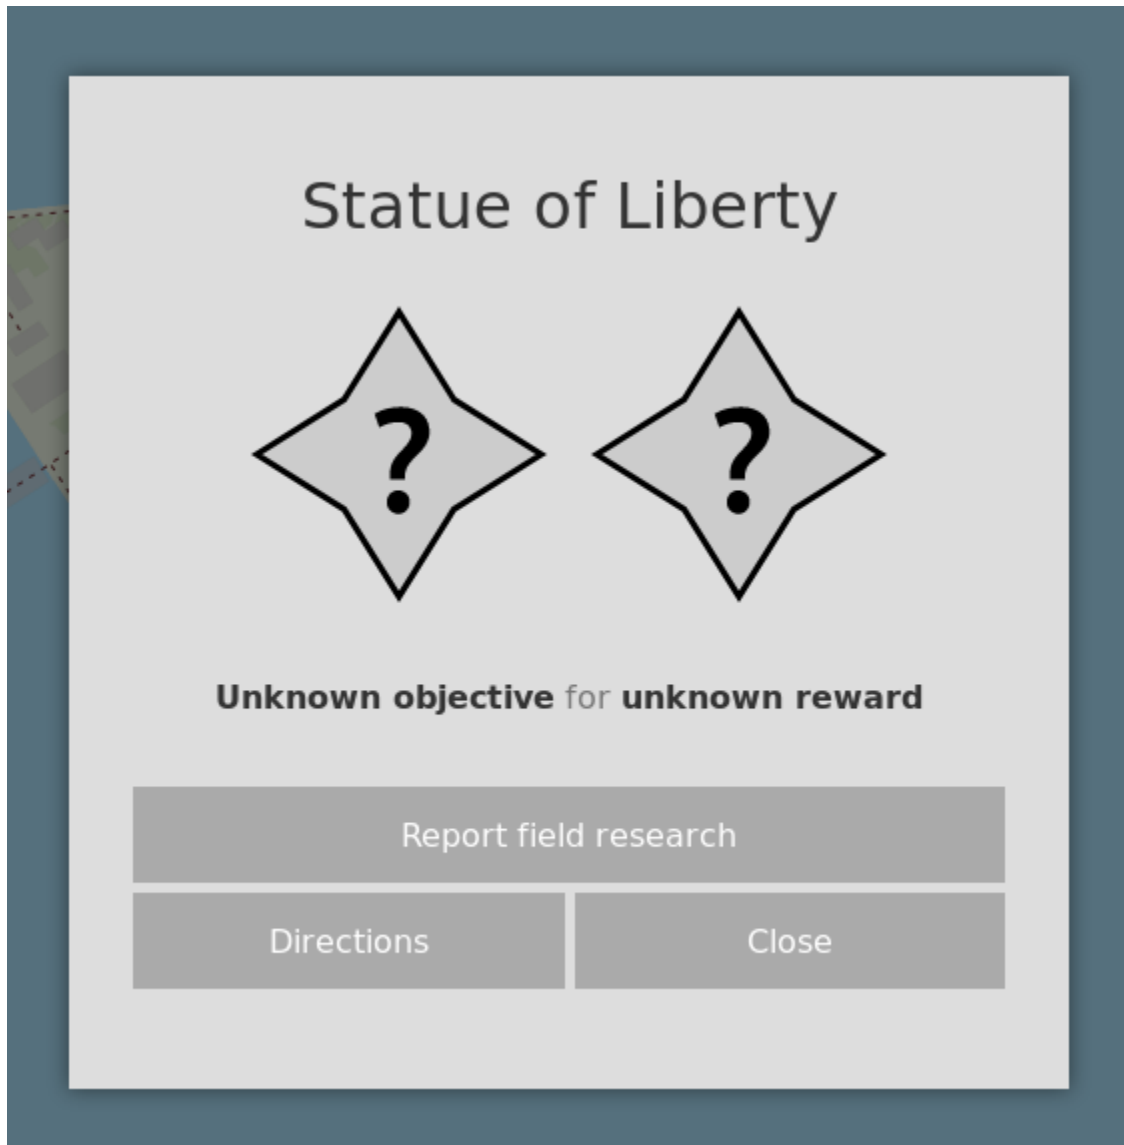 Statue of Liberty
? ?
Unknown objective for unknown reward
Report field research
Directions Close